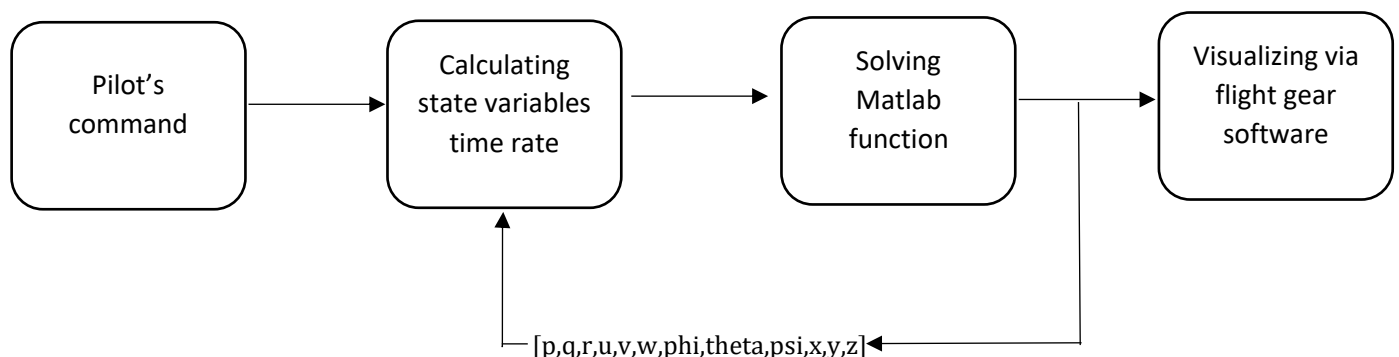 Pilot’s
command
Calculating
state variables
time rate
Solving
Matlab
function
Visualizing via
flight gear
software
[p,q,r,u,v,w,phi,theta,psi,x,y,z]